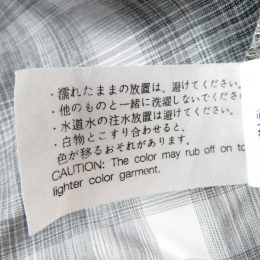 ・濡れたままの放置は、避けてください。
・他のものと一緒に洗濯しないでください
・水道水の注水放置は、避けてください。
・白物とこすり合わせると、
色が移るおそれがあります。
CAUTION: The color may rub off on to
lighter color garment.